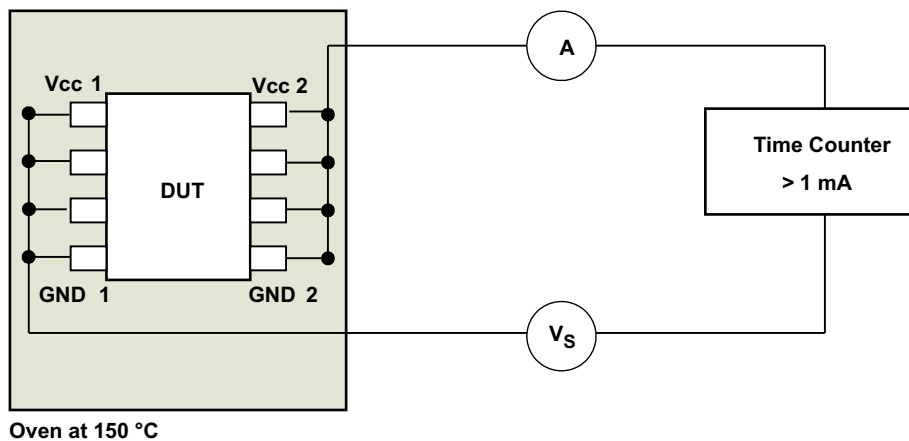 A
Vcc 1
Vcc 2
Time Counter
> 1 mA
DUT
GND 1
GND 2
VS
Oven at 150 °C